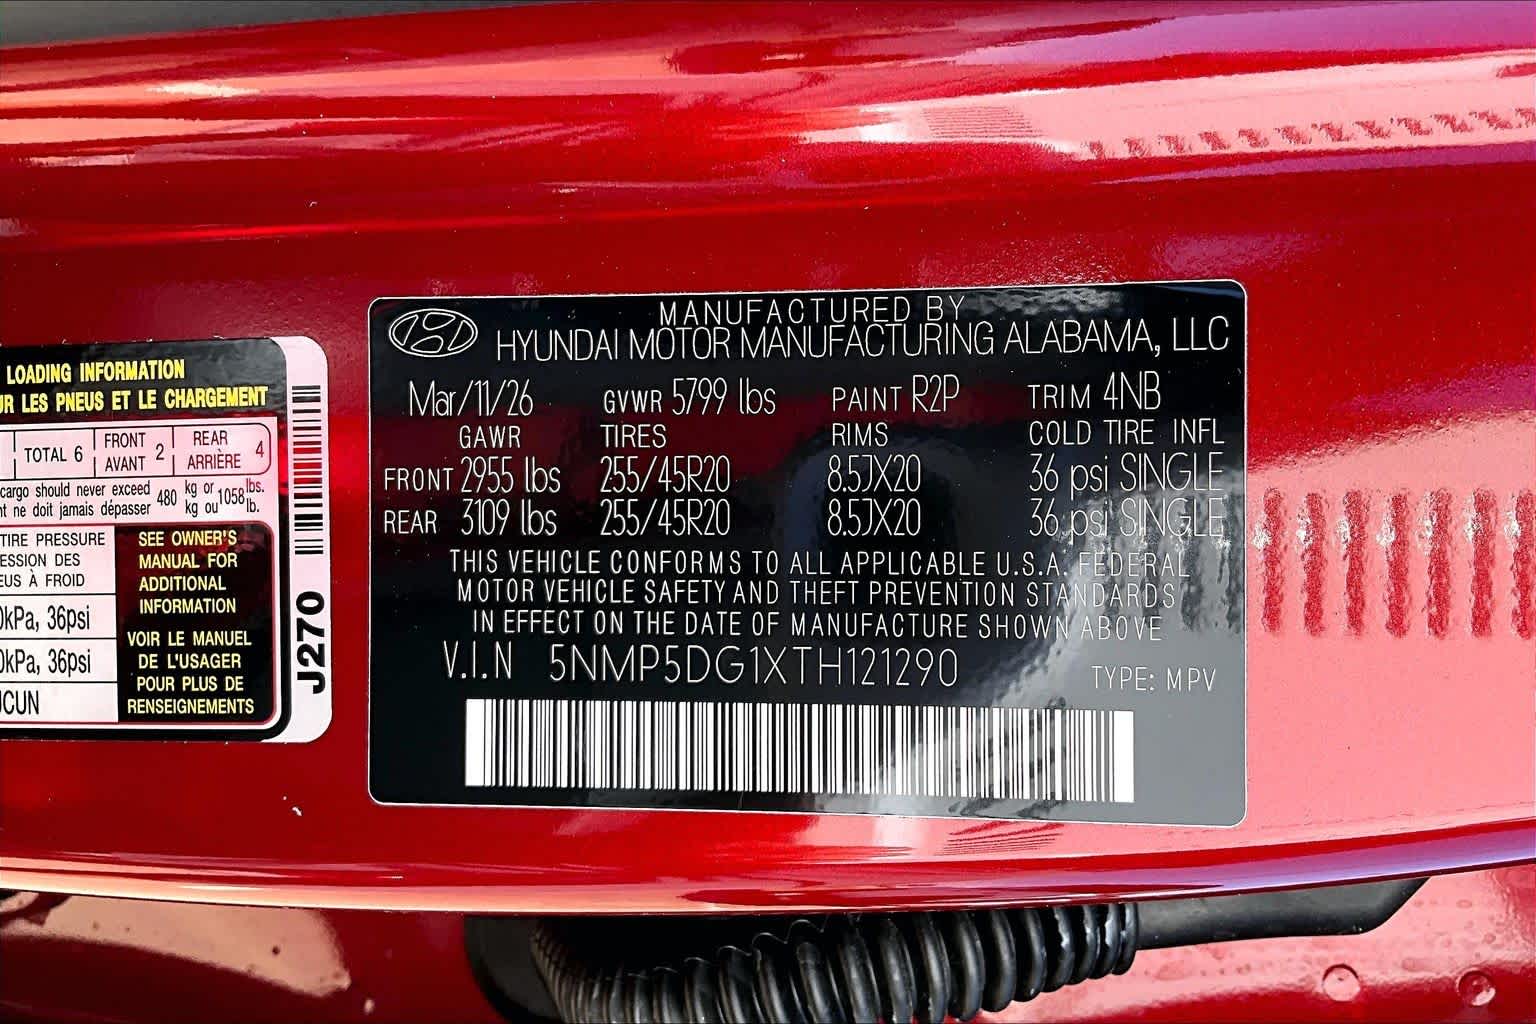 LOADING INFORMATION
UR LES PNEUS ET LE CHARGEMENT
TOTAL 6 FRONT AVANT 2 REAR ARRIÈRE 4
cargo should never exceed 480 kg or 1058 lbs.
nt ne doit jamais dépasser kg ou lb.
TIRE PRESSURE
ESSION DES
EUS À FROID
0kPa, 36psi
0kPa, 36psi
UCUN
SEE OWNER'S
MANUAL FOR
ADDITIONAL
INFORMATION
VOIR LE MANUEL
DE L'USAGER
POUR PLUS DE
RENSEIGNEMENTS
J270
MANUFACTURED BY
HYUNDAI MOTOR MANUFACTURING ALABAMA, LLC
Mar/11/26 GVWR 5799 lbs PAINT R2P TRIM 4NB
GAWR TIRES RIMS COLD TIRE INFL
FRONT 2955 lbs 255/45R20 8.5JX20 36 psi SINGLE
REAR 3109 lbs 255/45R20 8.5JX20 36 psi SINGLE
THIS VEHICLE CONFORMS TO ALL APPLICABLE U.S.A. FEDERAL
MOTOR VEHICLE SAFETY AND THEFT PREVENTION STANDARDS
IN EFFECT ON THE DATE OF MANUFACTURE SHOWN ABOVE
V.I.N 5NMP5DG1XTH121290 TYPE: MPV